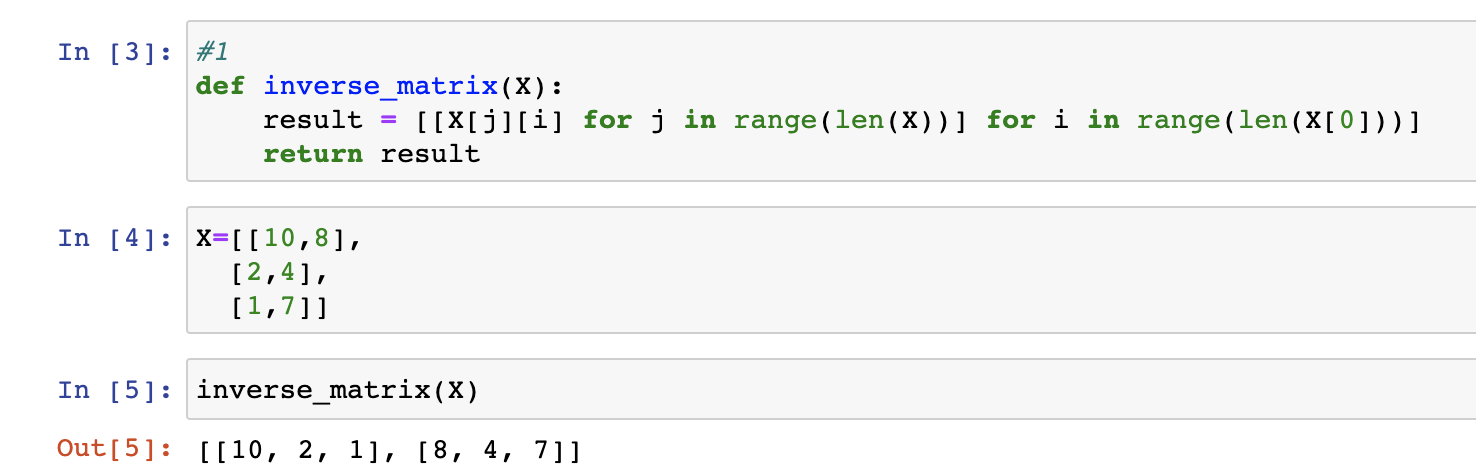 In [3]: #1
def inverse_matrix(X):
    result = [[X[j][i] for j in range(len(X))] for i in range(len(X[0]))]
    return result
In [4]: X=[[10,8],
  [2,4],
  [1,7]]
In [5]: inverse_matrix(X)
Out[5]: [[10, 2, 1], [8, 4, 7]]